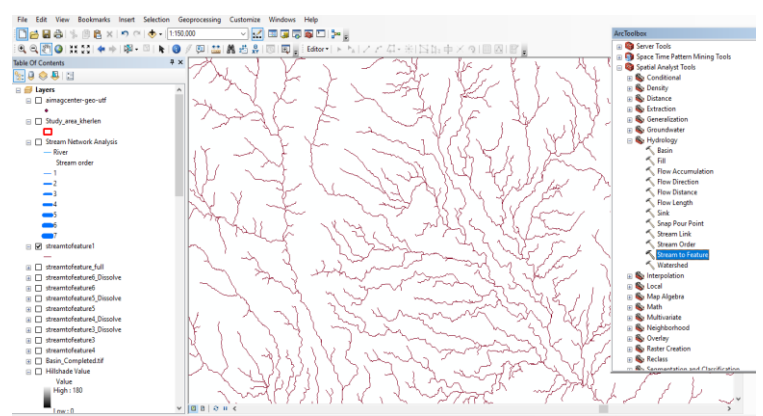 File Edit View Bookmarks Insert Selection Geoprocessing Customize Windows Help
1:150,000
Editor
Table Of Contents
Layers
aimagcenter-geo-utf
Study_area_kherlen
Stream Network Analysis
River
Stream order
1
2
3
4
5
6
7
streamtofeature1
streamtofeature_full
streamtofeature6_Dissolve
streamtofeature6
streamtofeature5_Dissolve
streamtofeature5
streamtofeature4_Dissolve
streamtofeature3_Dissolve
streamtofeature3
streamtofeature4
Basin_Completed.tif
Hillshade Value
Value
High : 180
Low : 0
ArcToolbox
Server Tools
Space Time Pattern Mining Tools
Spatial Analyst Tools
Conditional
Density
Distance
Extraction
Generalization
Groundwater
Hydrology
Basin
Fill
Flow Accumulation
Flow Direction
Flow Distance
Flow Length
Sink
Snap Pour Point
Stream Link
Stream Order
Stream to Feature
Watershed
Interpolation
Local
Map Algebra
Math
Multivariate
Neighborhood
Overlay
Raster Creation
Reclass
Segmentation and Classification